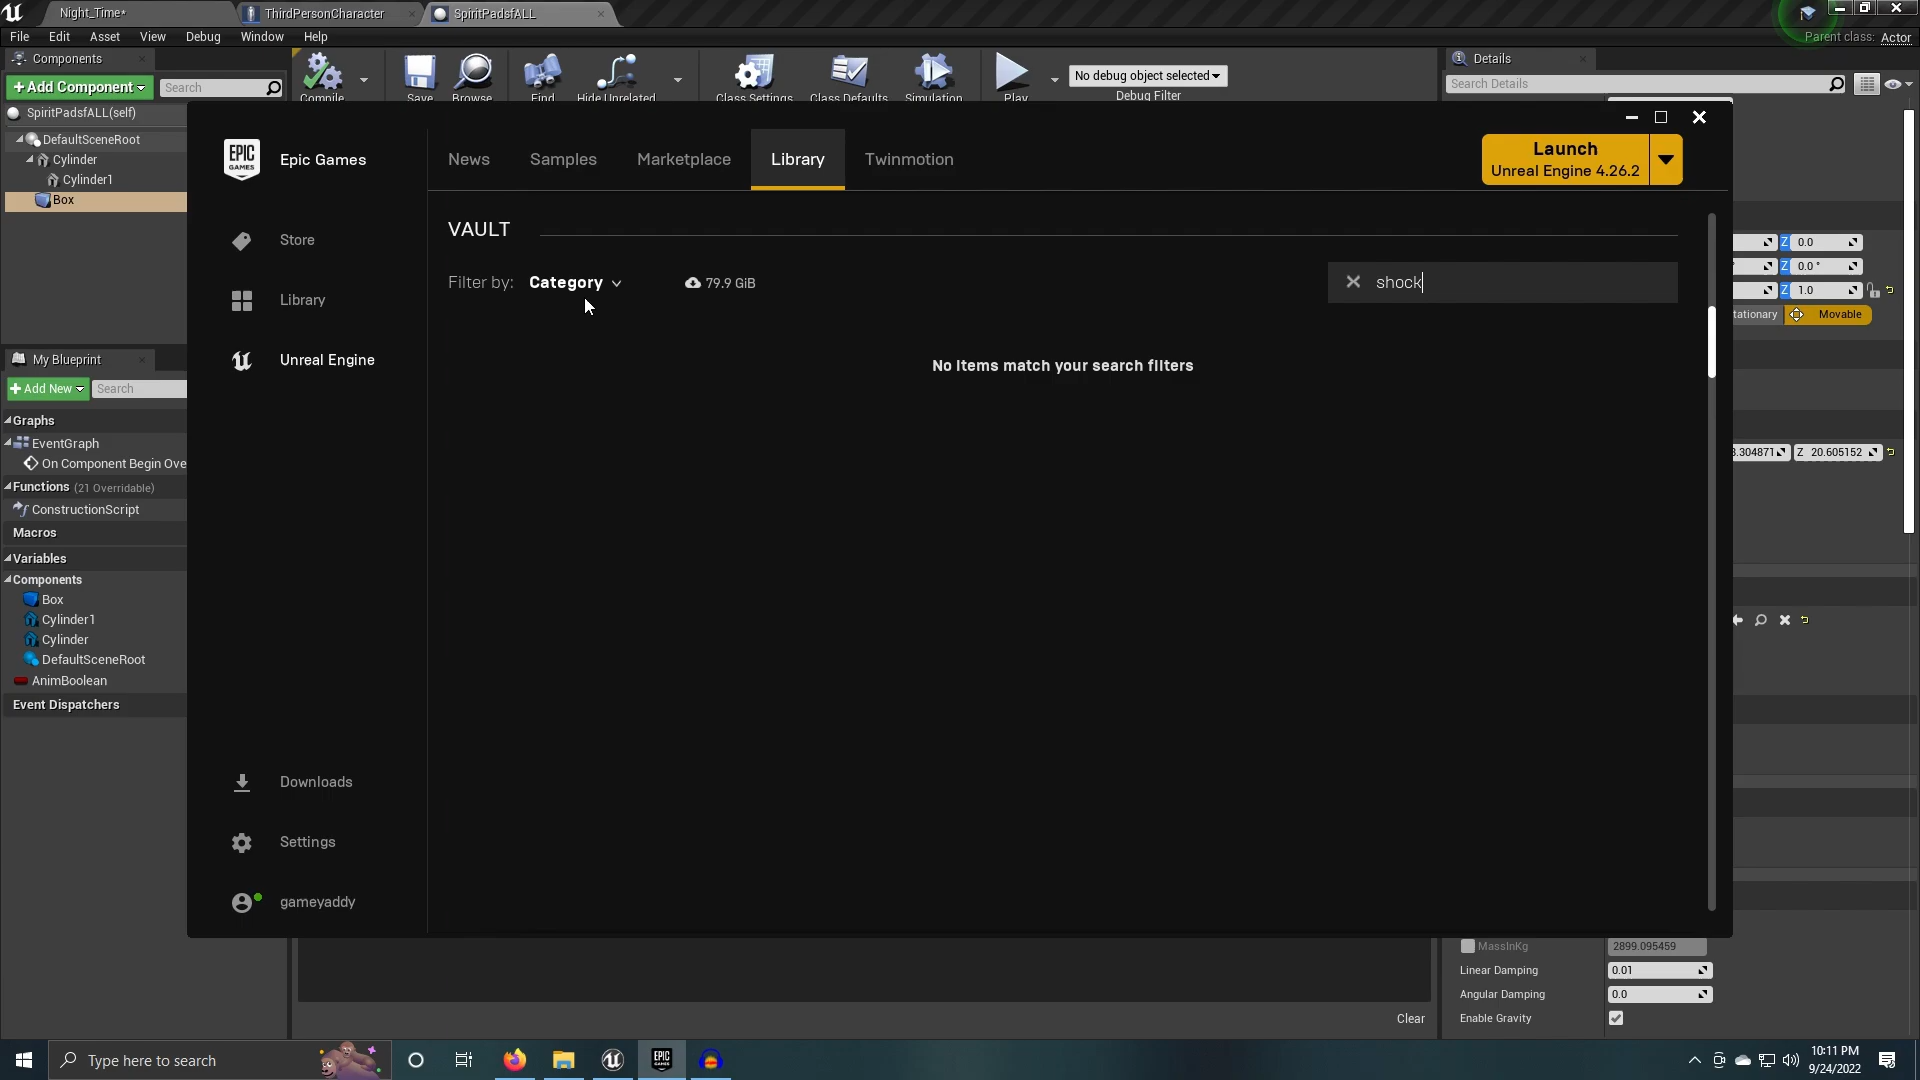 Night_Time*
ThirdPersonCharacter
SpiritPadsfALL
File Edit Asset View Debug Window Help
Parent class: Actor
Components
+Add Component
Search
SpiritPadsfALL(self)
DefaultSceneRoot
Cylinder
Cylinder1
Box
Compile
Save
Browse
Find
Hide Unrelated
Class Settings
Class Defaults
Simulation
Play
No debug object selected
Debug Filter
Details
Search Details
EPIC GAMES
Epic Games
News
Samples
Marketplace
Library
Twinmotion
Launch
Unreal Engine 4.26.2
Store
Library
Unreal Engine
VAULT
Filter by: Category
79.9 GiB
shock
No items match your search filters
Z 0.0
Z 0.0 °
Z 1.0
tationary
Movable
My Blueprint
+Add New
Search
Graphs
EventGraph
On Component Begin Ove
Functions (21 Overridable)
ConstructionScript
Macros
Variables
Components
Box
Cylinder1
Cylinder
DefaultSceneRoot
AnimBoolean
Event Dispatchers
Downloads
Settings
gameyaddy
3.304871
Z 20.605152
MassInKg
2899.095459
Linear Damping
0.01
Angular Damping
0.0
Enable Gravity
Clear
Type here to search
EPIC GAMES
10:11 PM
9/24/2022